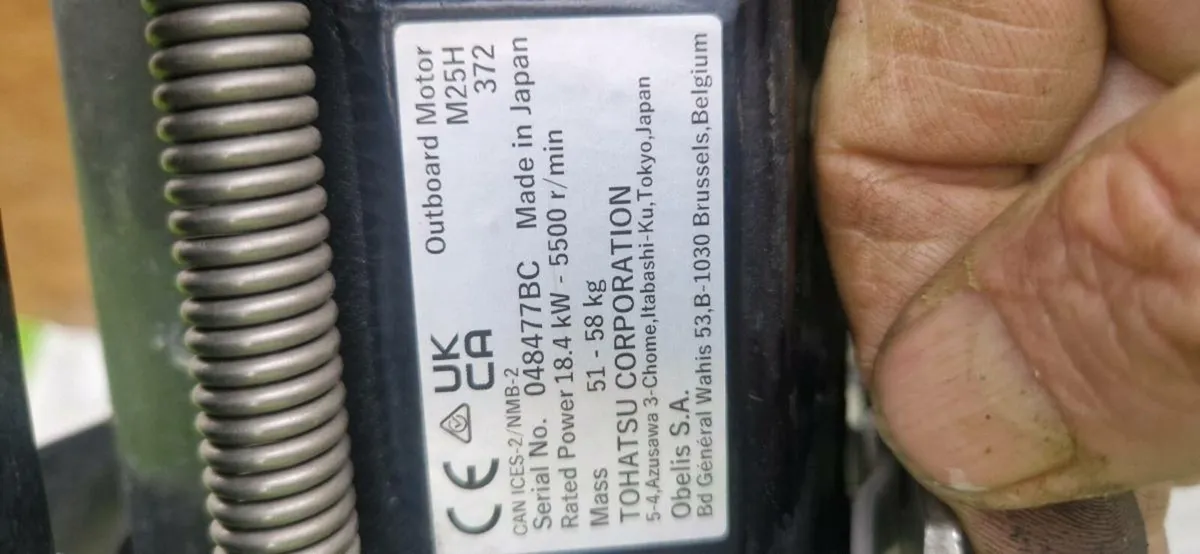 CE UK CA Outboard Motor
M25H
372
CAN ICES-2/NMB-2
Serial No. 048477BC Made in Japan
Rated Power 18.4 kW - 5500 r/min
Mass 51 - 58 kg
TOHATSU CORPORATION
5-4,Azusawa 3-Chome,Itabashi-Ku,Tokyo,Japan
Obelis S.A.
Bd Général Wahis 53,B-1030 Brussels,Belgium